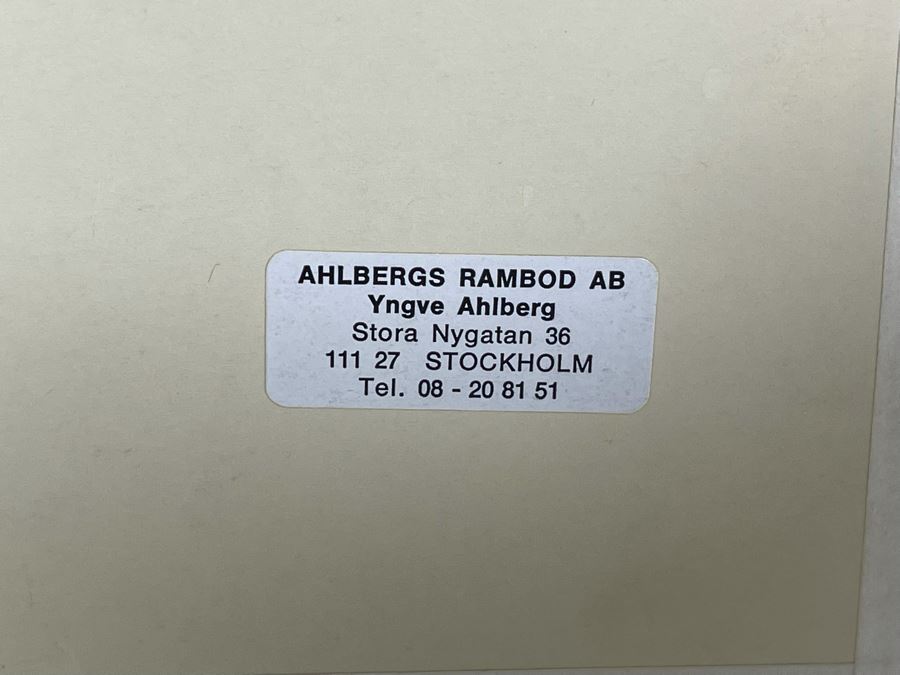 AHLBERGS RAMBOD AB
Yngve Ahlberg
Stora Nygatan 36
111 27 STOCKHOLM
Tel. 08 - 20 81 51